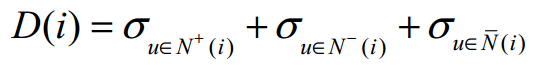 D(i) = σ_{u∈N⁺(i)} + σ_{u∈N⁻(i)} + σ_{u∈N̄(i)}